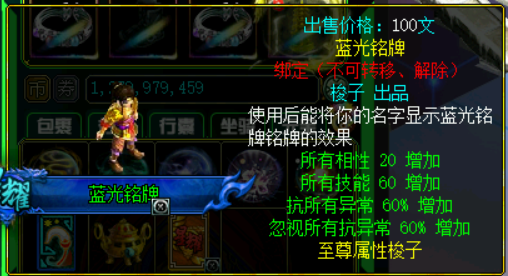 出售价格：100文
蓝光铭牌
绑定（不可转移、解除）
梭子 出品
使用后能将你的名字显示蓝光铭
牌铭牌的效果
所有相性 20 增加
所有技能 60 增加
抗所有异常 60% 增加
忽视所有抗异常 60% 增加
至尊属性梭子
币 券
包裹 行囊 坐骑
耀
蓝光铭牌